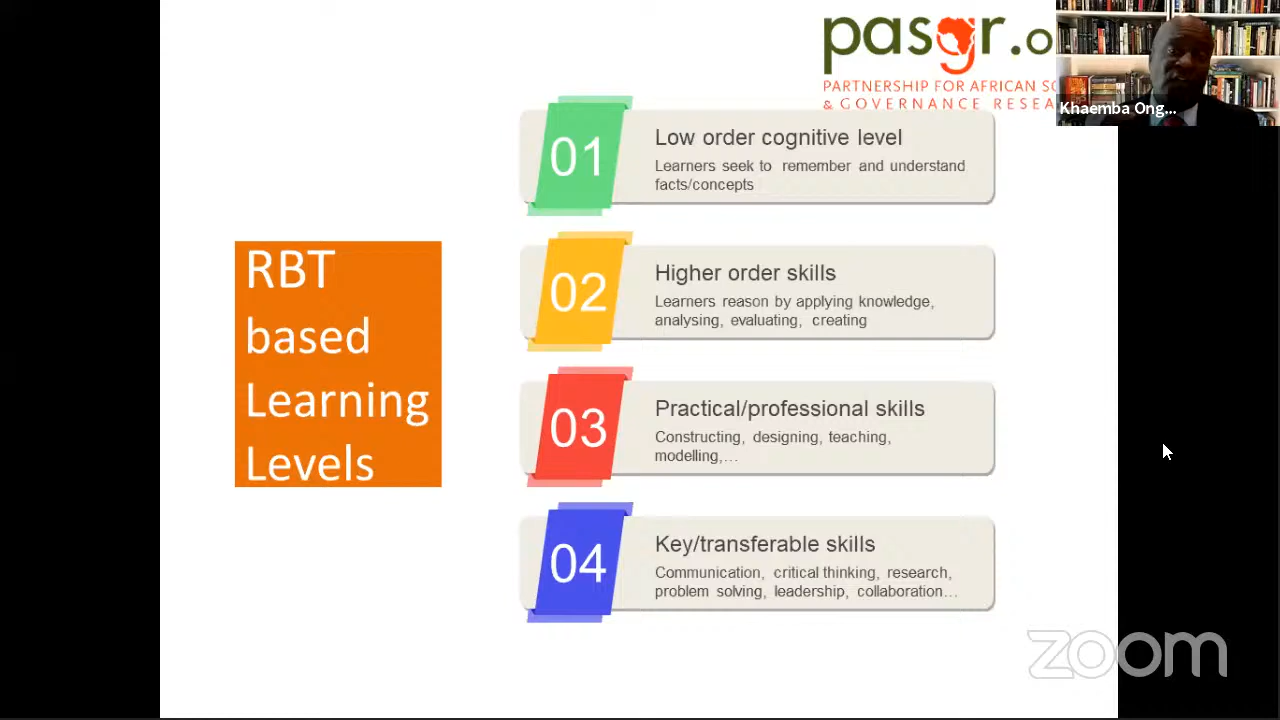 pasgr.o
PARTNERSHIP FOR AFRICAN SO
& GOVERNANCE RESEA
Khaemba Ong...
RBT
based
Learning
Levels
01
Low order cognitive level
Learners seek to remember and understand
facts/concepts
02
Higher order skills
Learners reason by applying knowledge,
analysing, evaluating, creating
03
Practical/professional skills
Constructing, designing, teaching,
modelling,...
04
Key/transferable skills
Communication, critical thinking, research,
problem solving, leadership, collaboration...
zoom